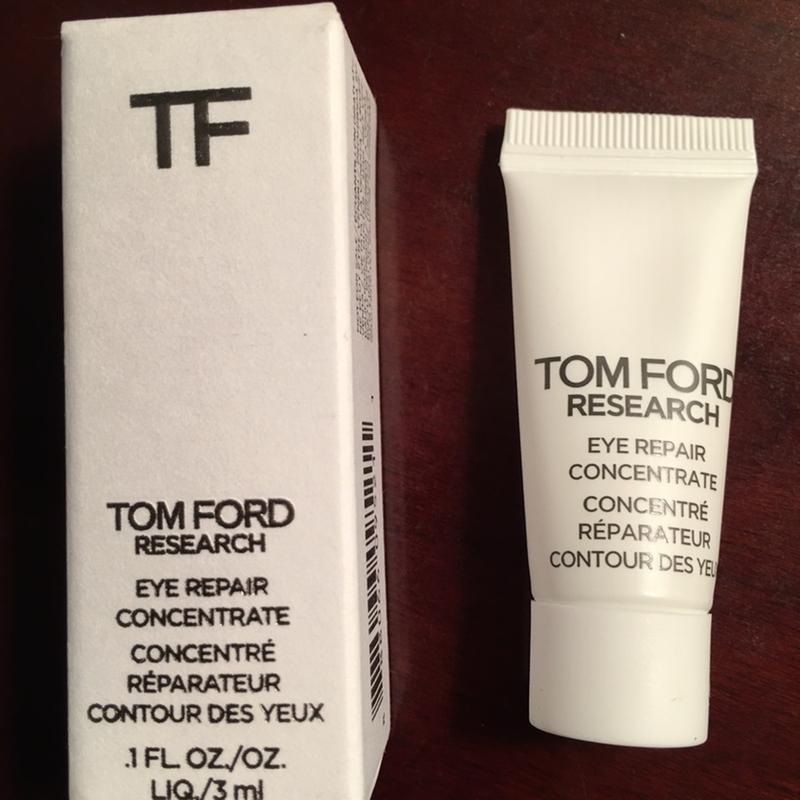 TF
TOM FORD
RESEARCH
EYE REPAIR
CONCENTRATE
CONCENTRÉ
RÉPARATEUR
CONTOUR DES YEUX
.1 FL. OZ./OZ.
LIQ./3 ml
TOM FORD
RESEARCH
EYE REPAIR
CONCENTRATE
CONCENTRÉ
RÉPARATEUR
CONTOUR DES YEUX